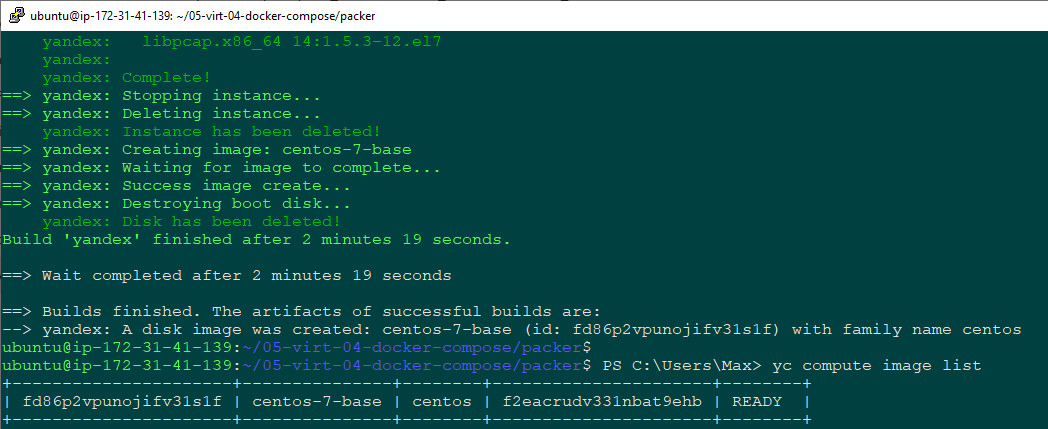 ubuntu@ip-172-31-41-139: ~/05-virt-04-docker-compose/packer
    yandex:   libpcap.x86_64 14:1.5.3-12.el7
    yandex:
    yandex: Complete!
==> yandex: Stopping instance...
==> yandex: Deleting instance...
    yandex: Instance has been deleted!
==> yandex: Creating image: centos-7-base
==> yandex: Waiting for image to complete...
==> yandex: Success image create...
==> yandex: Destroying boot disk...
    yandex: Disk has been deleted!
Build 'yandex' finished after 2 minutes 19 seconds.
==> Wait completed after 2 minutes 19 seconds
==> Builds finished. The artifacts of successful builds are:
--> yandex: A disk image was created: centos-7-base (id: fd86p2vpunojifv31s1f) with family name centos
ubuntu@ip-172-31-41-139:~/05-virt-04-docker-compose/packer$
ubuntu@ip-172-31-41-139:~/05-virt-04-docker-compose/packer$ PS C:\Users\Max> yc compute image list
+----------------------+---------------+--------+----------------------+--------+
| fd86p2vpunojifv31s1f | centos-7-base | centos | f2eacrudv331nbat9ehb | READY  |
+----------------------+---------------+--------+----------------------+--------+